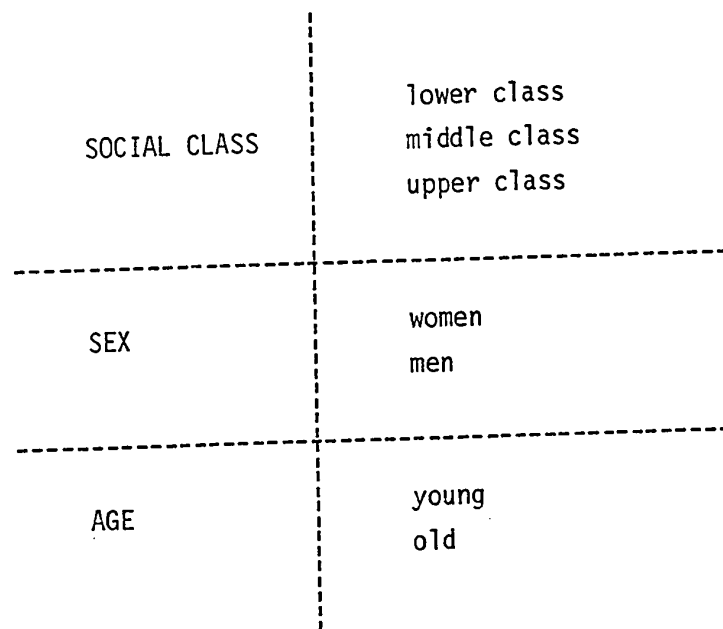 SOCIAL CLASS
lower class
middle class
upper class
SEX
women
men
AGE
young
old